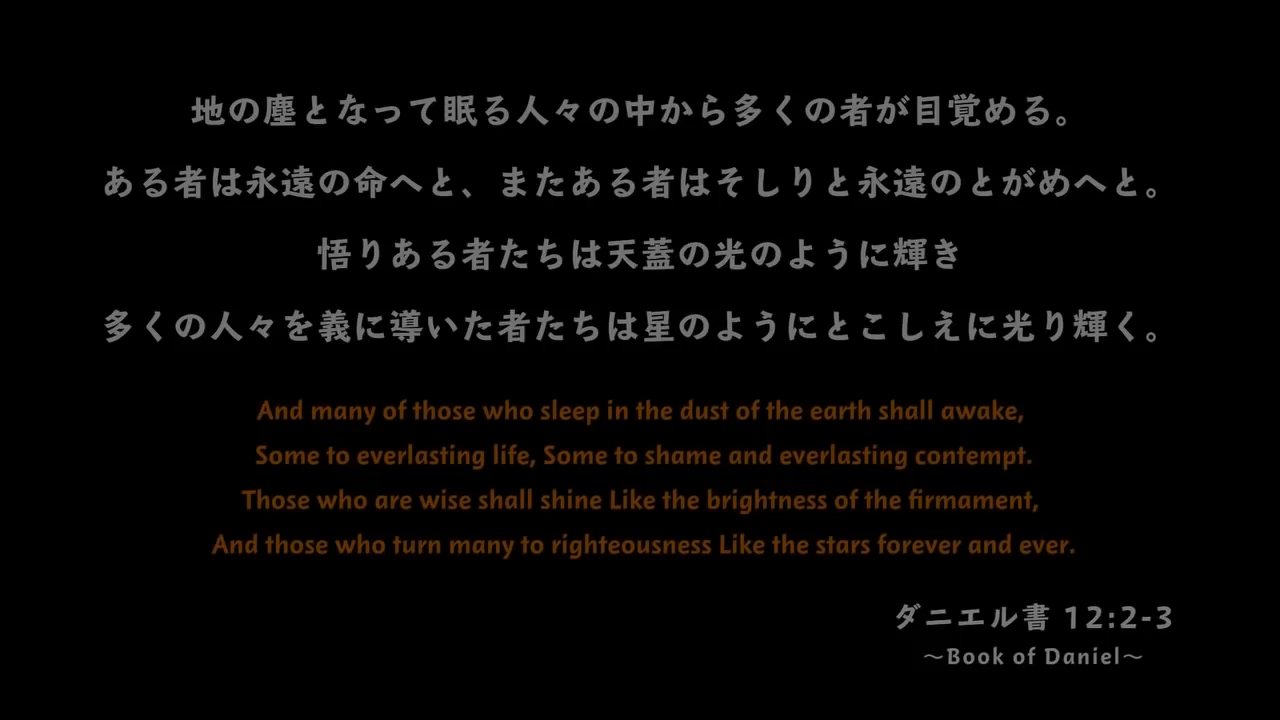 地の塵となって眠る人々の中から多くの者が目覚める。
ある者は永遠の命へと、またある者はそしりと永遠のとがめへと。
悟りある者たちは天蓋の光のように輝き
多くの人々を義に導いた者たちは星のようにとこしえに光り輝く。
And many of those who sleep in the dust of the earth shall awake,
Some to everlasting life, Some to shame and everlasting contempt.
Those who are wise shall shine Like the brightness of the firmament,
And those who turn many to righteousness Like the stars forever and ever.
ダニエル書 12:2-3
〜Book of Daniel〜